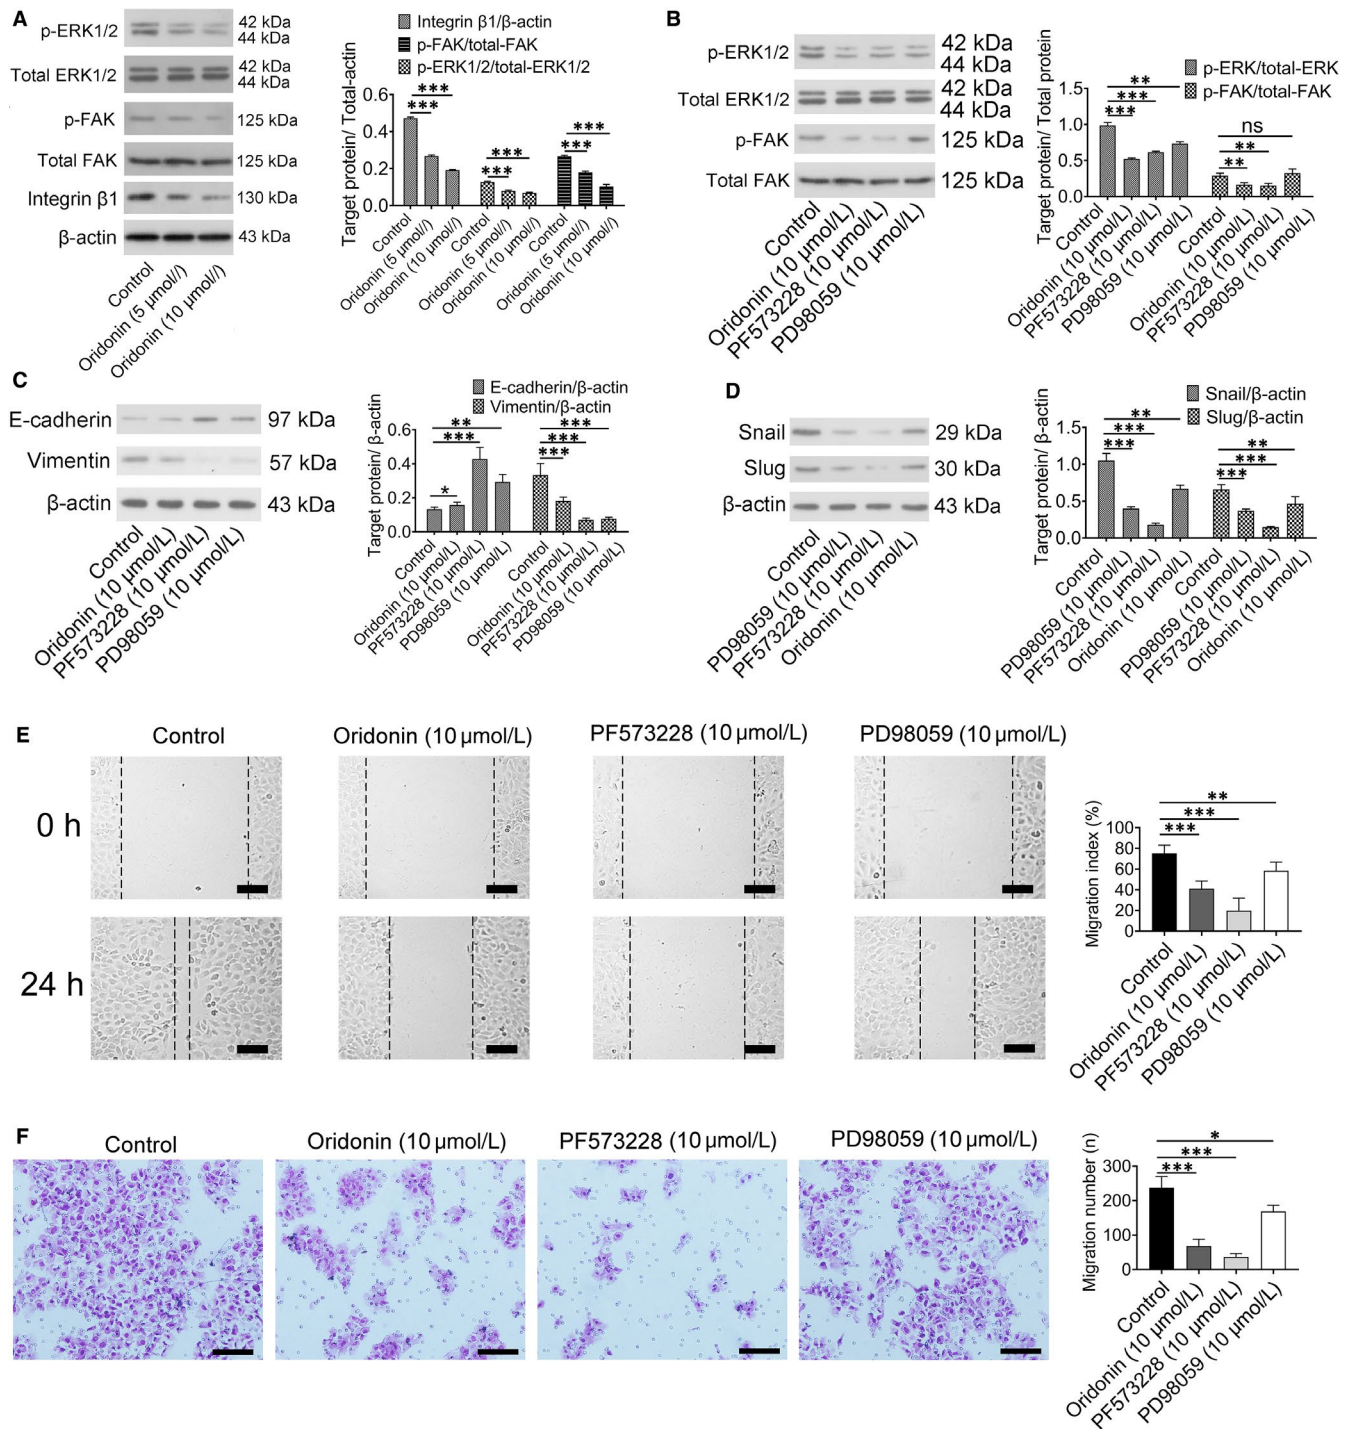 A
p-ERK1/2
42 kDa
44 kDa
Total ERK1/2
42 kDa
44 kDa
p-FAK
125 kDa
Total FAK
125 kDa
Integrin β1
130 kDa
β-actin
43 kDa
Control
Oridonin (5 μmol//)
Oridonin (10 μmol//)
Integrin β1/β-actin
p-FAK/total-FAK
p-ERK1/2/total-ERK1/2
Target protein/ Total-actin
0.6
0.4
0.2
0.0
***
***
***
***
***
***
Control
Oridonin (5 μmol//)
Oridonin (10 μmol//)
Control
Oridonin (5 μmol//)
Oridonin (10 μmol//)
Control
Oridonin (5 μmol//)
Oridonin (10 μmol//)
B
p-ERK1/2
42 kDa
44 kDa
Total ERK1/2
42 kDa
44 kDa
p-FAK
125 kDa
Total FAK
125 kDa
Control
Oridonin (10 μmol/L)
PF573228 (10 μmol/L)
PD98059 (10 μmol/L)
p-ERK/total-ERK
p-FAK/total-FAK
Target protein/ Total protein
1.5
1.0
0.5
0.0
**
***
***
ns
**
**
Control
Oridonin (10 μmol/L)
PF573228 (10 μmol/L)
PD98059 (10 μmol/L)
Control
Oridonin (10 μmol/L)
PF573228 (10 μmol/L)
PD98059 (10 μmol/L)
C
E-cadherin
97 kDa
Vimentin
57 kDa
β-actin
43 kDa
Control
Oridonin (10 μmol/L)
PF573228 (10 μmol/L)
PD98059 (10 μmol/L)
E-cadherin/β-actin
Vimentin/β-actin
Target protein/ β-actin
0.6
0.4
0.2
0.0
**
***
*
***
***
***
Control
Oridonin (10 μmol/L)
PF573228 (10 μmol/L)
PD98059 (10 μmol/L)
Control
Oridonin (10 μmol/L)
PF573228 (10 μmol/L)
PD98059 (10 μmol/L)
D
Snail
29 kDa
Slug
30 kDa
β-actin
43 kDa
Control
PD98059 (10 μmol/L)
PF573228 (10 μmol/L)
Oridonin (10 μmol/L)
Snail/β-actin
Slug/β-actin
Target protein/ β-actin
1.5
1.0
0.5
0.0
**
***
***
**
***
***
Control
PD98059 (10 μmol/L)
PF573228 (10 μmol/L)
Oridonin (10 μmol/L)
Control
PD98059 (10 μmol/L)
PF573228 (10 μmol/L)
Oridonin (10 μmol/L)
E
Control
Oridonin (10 μmol/L)
PF573228 (10 μmol/L)
PD98059 (10 μmol/L)
0 h
24 h
Migration index (%)
100
80
60
40
20
0
**
***
***
Control
Oridonin (10 μmol/L)
PF573228 (10 μmol/L)
PD98059 (10 μmol/L)
F
Control
Oridonin (10 μmol/L)
PF573228 (10 μmol/L)
PD98059 (10 μmol/L)
Migration number (n)
300
200
100
0
*
***
***
Control
Oridonin (10 μmol/L)
PF573228 (10 μmol/L)
PD98059 (10 μmol/L)